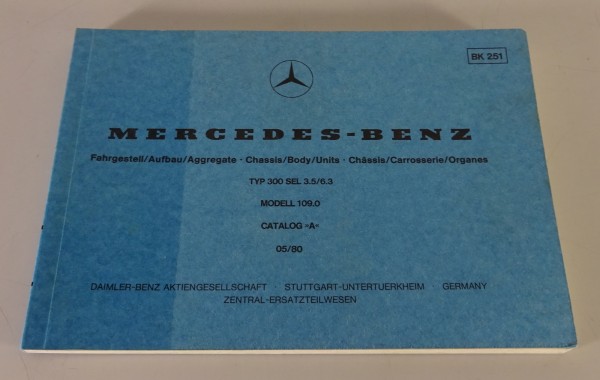 BK 251
MERCEDES-BENZ
Fahrgestell/Aufbau/Aggregate · Chassis/Body/Units · Châssis/Carrosserie/Organes
TYP 300 SEL 3.5/6.3
MODELL 109.0
CATALOG »A«
05/80
DAIMLER-BENZ AKTIENGESELLSCHAFT · STUTTGART-UNTERTUERKHEIM · GERMANY
ZENTRAL-ERSATZTEILWESEN